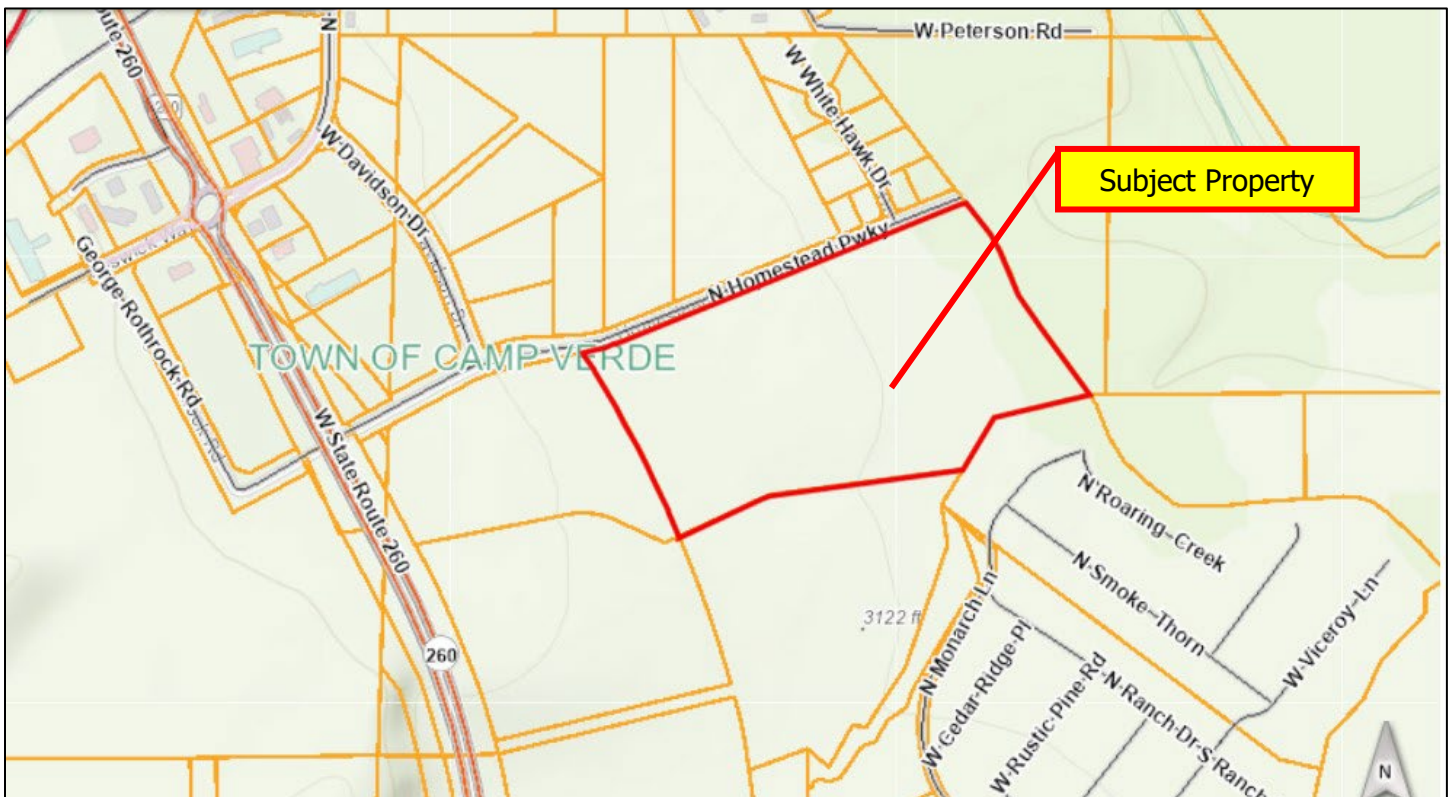 Route 260
N
W Peterson Rd
W White Hawk Dr
Subject Property
W Davidson Dr
George Rothrock Rd
N Homestead Pwky
TOWN OF CAMP VERDE
W State Route 260
260
3122 ft
N Roaring Creek
N Smoke Thorn
W Viceroy Ln
N Monarch Ln
W Cedar Ridge Pl
W Rustic Pine Rd
N Ranch Dr
S Ranch
N